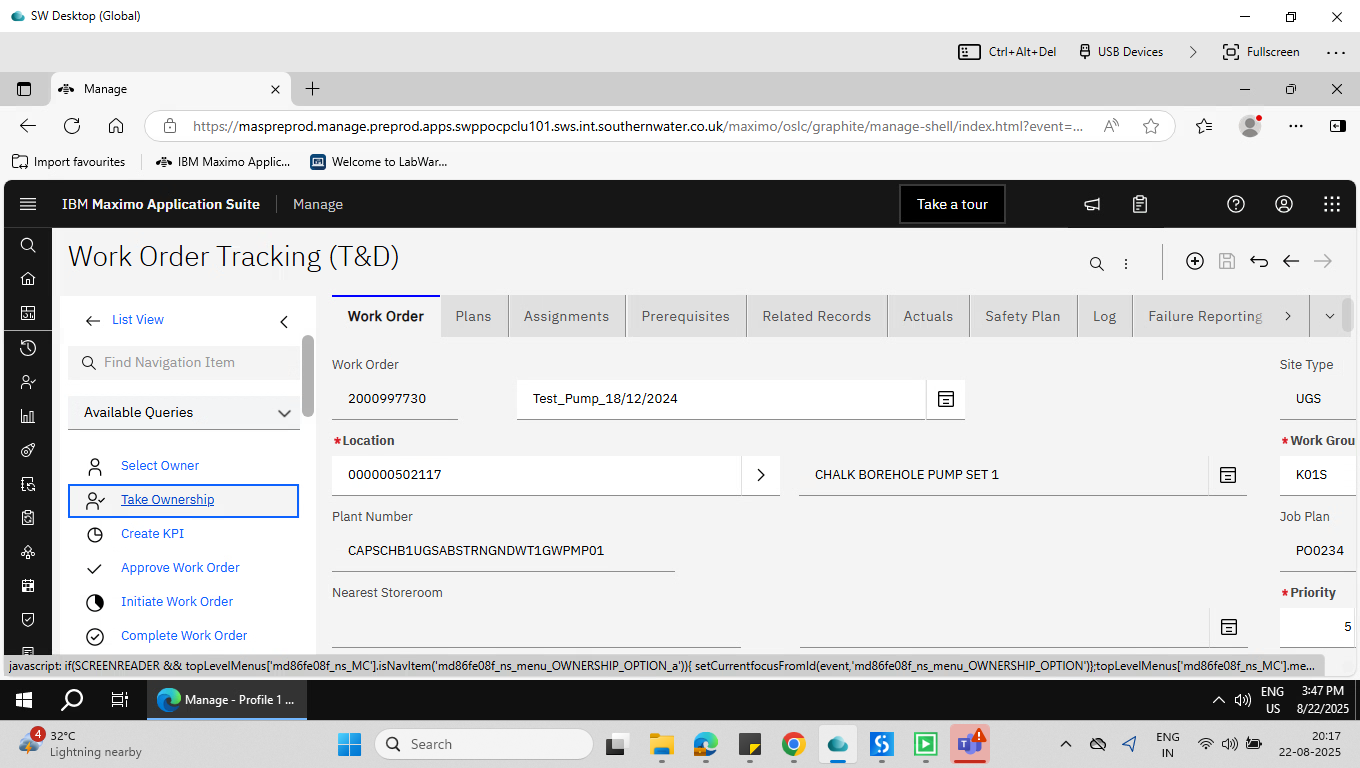 SW Desktop (Global)
Ctrl+Alt+Del USB Devices Fullscreen
Manage
https://maspreprod.manage.preprod.apps.swppocpclu101.sws.int.southernwater.co.uk/maximo/oslc/graphite/manage-shell/index.html?event=...
Import favourites IBM Maximo Applic... Welcome to LabWar...
IBM Maximo Application Suite Manage Take a tour
Work Order Tracking (T&D)
List View
Find Navigation Item
Available Queries
Select Owner
Take Ownership
Create KPI
Approve Work Order
Initiate Work Order
Complete Work Order
Work Order Plans Assignments Prerequisites Related Records Actuals Safety Plan Log Failure Reporting
Work Order Site Type
2000997730 Test_Pump_18/12/2024 UGS
*Location *Work Grou
000000502117 CHALK BOREHOLE PUMP SET 1 K01S
Plant Number Job Plan
CAPSCHB1UGSABSTRNGNDWT1GWPMP01 PO0234
Nearest Storeroom *Priority
5
javascript: if(SCREENREADER && topLevelMenus['md86fe08f_ns_MC'].isNavItem('md86fe08f_ns_menu_OWNERSHIP_OPTION_a')){ setCurrentfocusFromId(event,'md86fe08f_ns_menu_OWNERSHIP_OPTION')};topLevelMenus['md86fe08f_ns_MC'].me...
Manage - Profile 1 ... ENG US 3:47 PM 8/22/2025
4 32°C
Lightning nearby
Search
ENG IN
20:17
22-08-2025